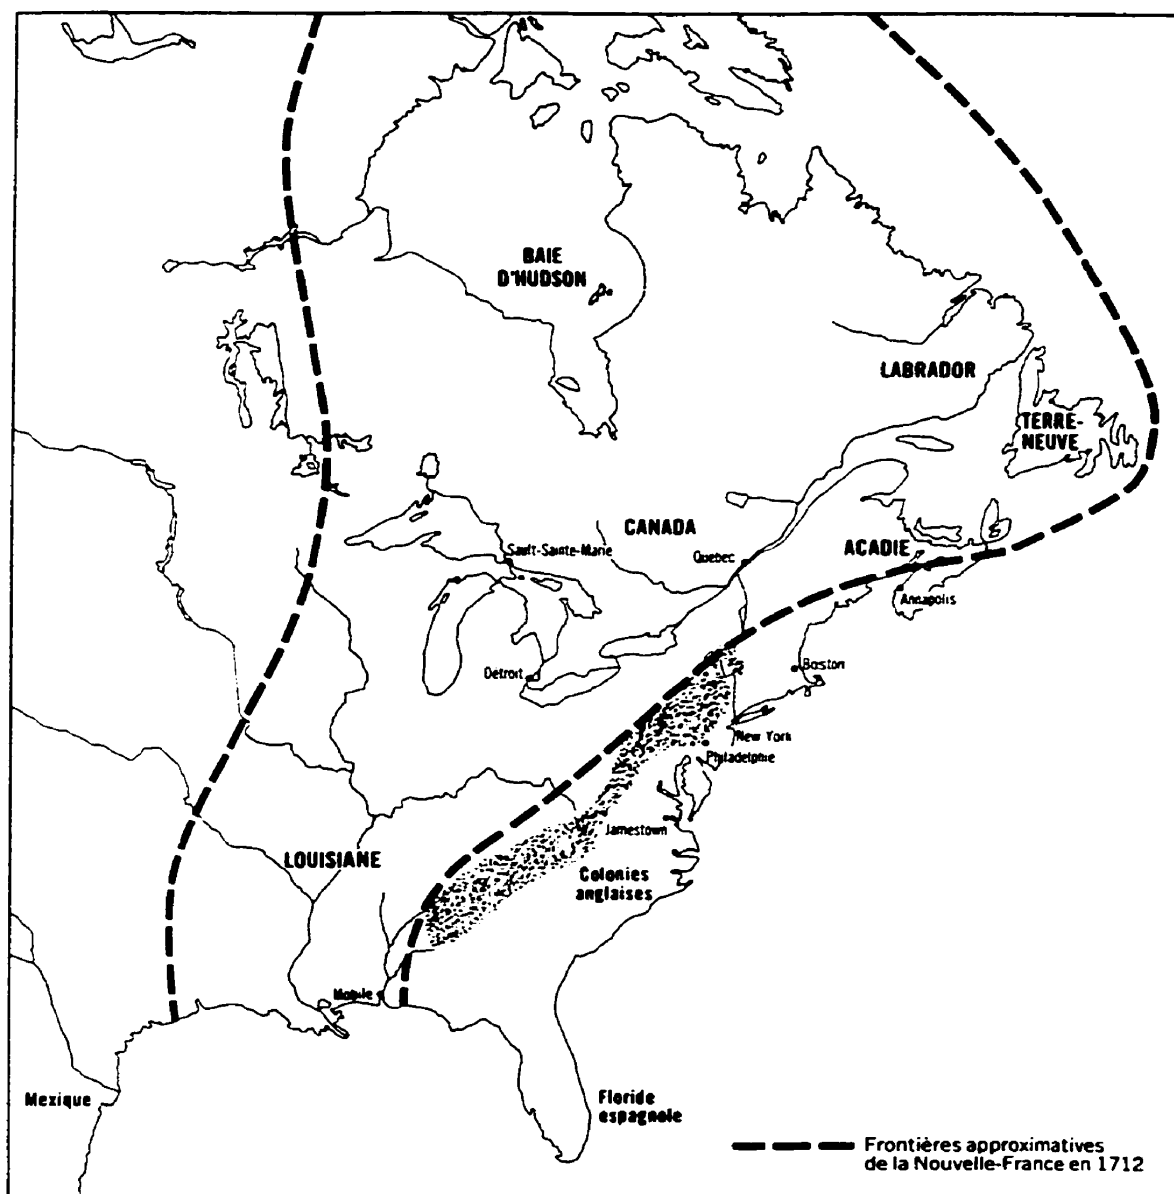 BAIE
D'HUDSON
LABRADOR
TERRE-
NEUVE
CANADA
Sault-Sainte-Marie
Quebec
ACADIE
Annapolis
Detroit
Boston
New York
Philadelphie
Jamestown
LOUISIANE
Colonies
anglaises
Mobile
Mexique
Floride
espagnole
Frontières approximatives
de la Nouvelle-France en 1712